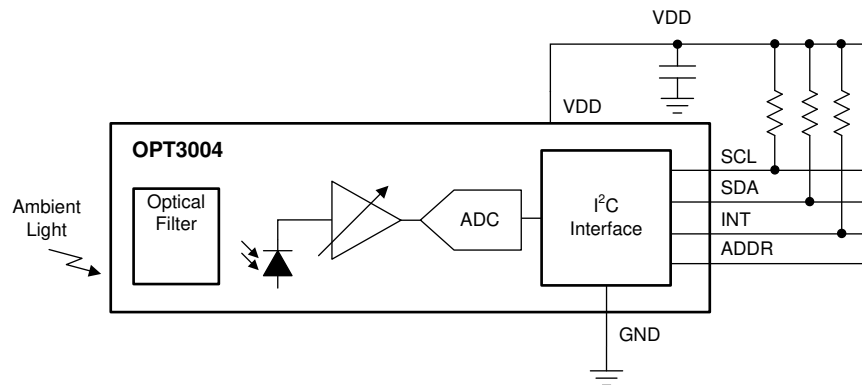 VDD
VDD
OPT3004
Ambient
Light
Optical
Filter
ADC
I²C
Interface
SCL
SDA
INT
ADDR
GND